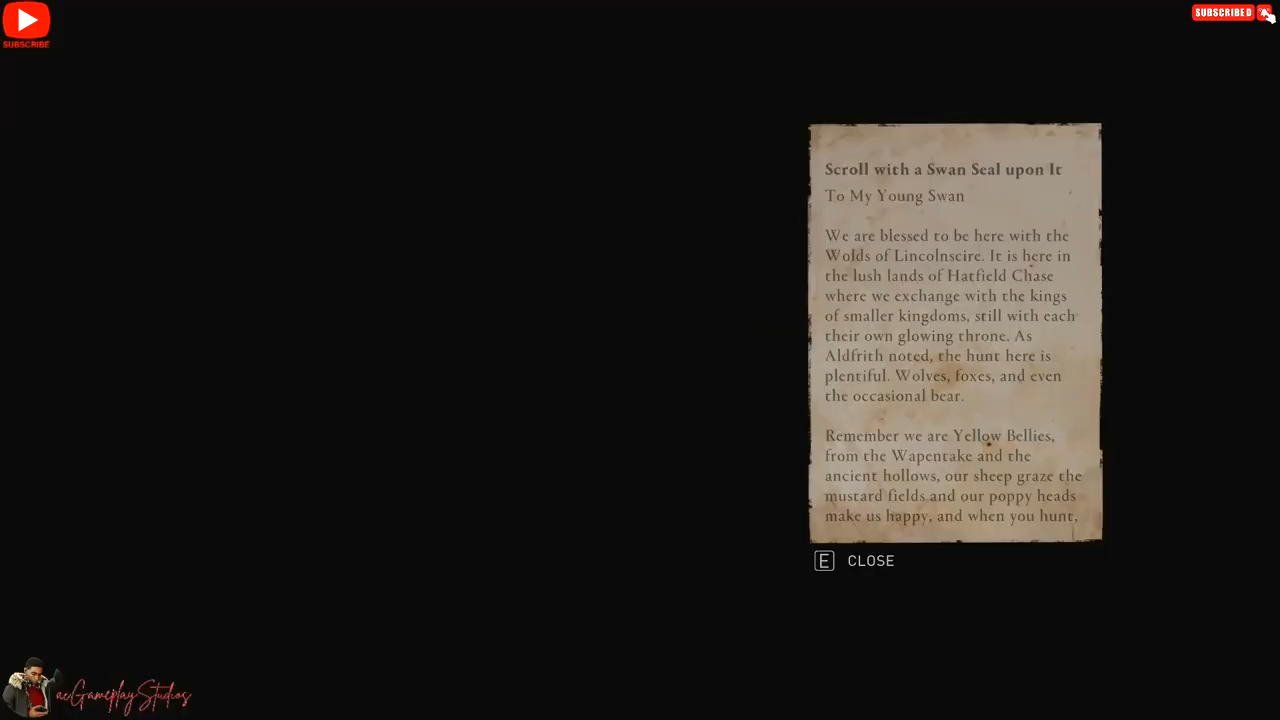 SUBSCRIBE
SUBSCRIBED
Scroll with a Swan Seal upon It
To My Young Swan
We are blessed to be here with the
Wolds of Lincolnscire. It is here in
the lush lands of Hatfield Chase
where we exchange with the kings
of smaller kingdoms, still with each
their own glowing throne. As
Aldfrith noted, the hunt here is
plentiful. Wolves, foxes, and even
the occasional bear.
Remember we are Yellow Bellies,
from the Wapentake and the
ancient hollows, our sheep graze the
mustard fields and our poppy heads
make us happy, and when you hunt,
E CLOSE
aeGameplayStudios